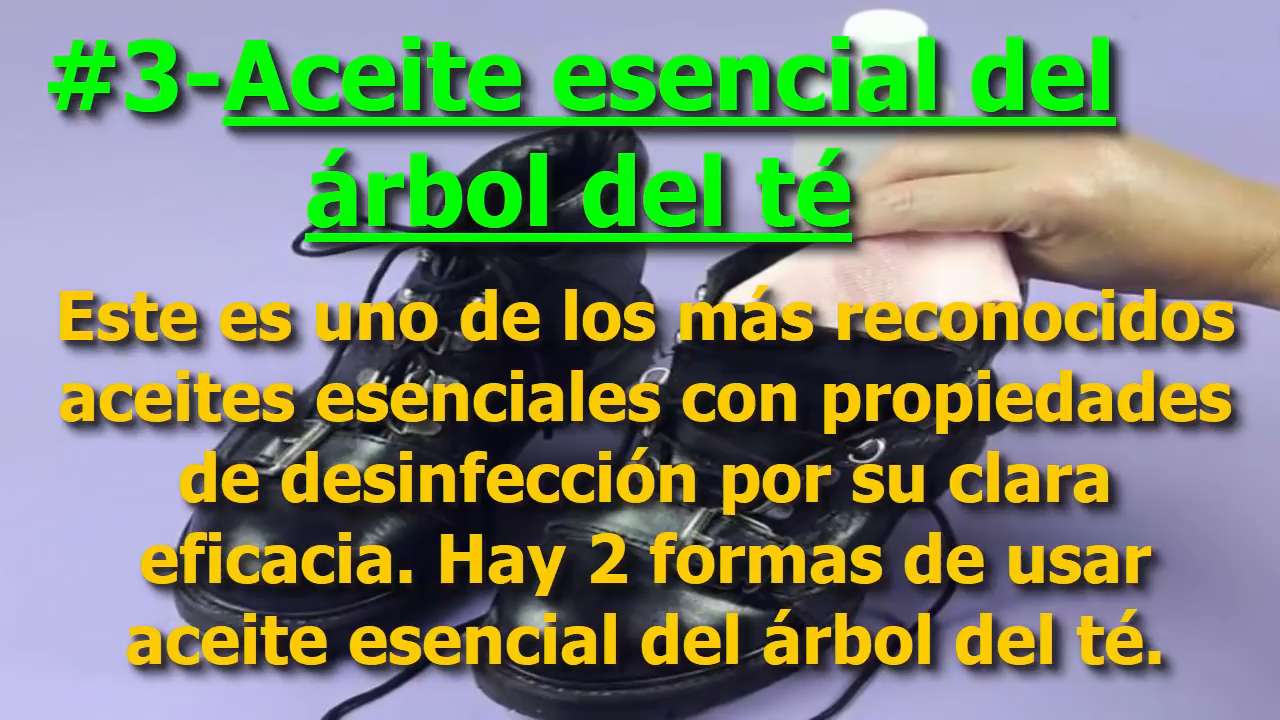 #3-Aceite esencial del
árbol del té
Este es uno de los más reconocidos
aceites esenciales con propiedades
de desinfección por su clara
eficacia. Hay 2 formas de usar
aceite esencial del árbol del té.